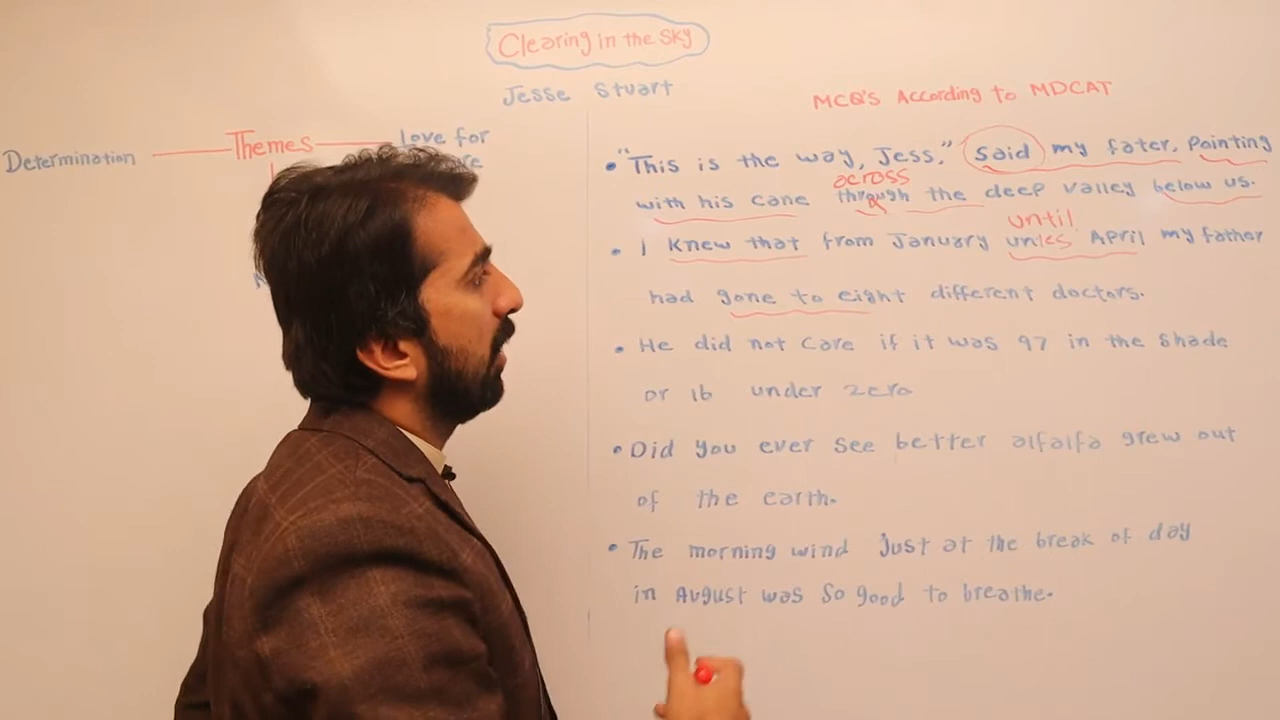 Clearing in the Sky
Jesse Stuart
MCQ's According to MDCAT
Determination
Themes
Love for
"This is the way, Jess," said my fater, Pointing
across
with his cane through the deep valley below us.
until
I knew that from January unles April my father
had gone to eight different doctors.
He did not care if it was 97 in the shade
or 16 under zero
Did you ever see better alfalfa grew out
of the earth.
The morning wind Just at the break of day
in August was so good to breathe.